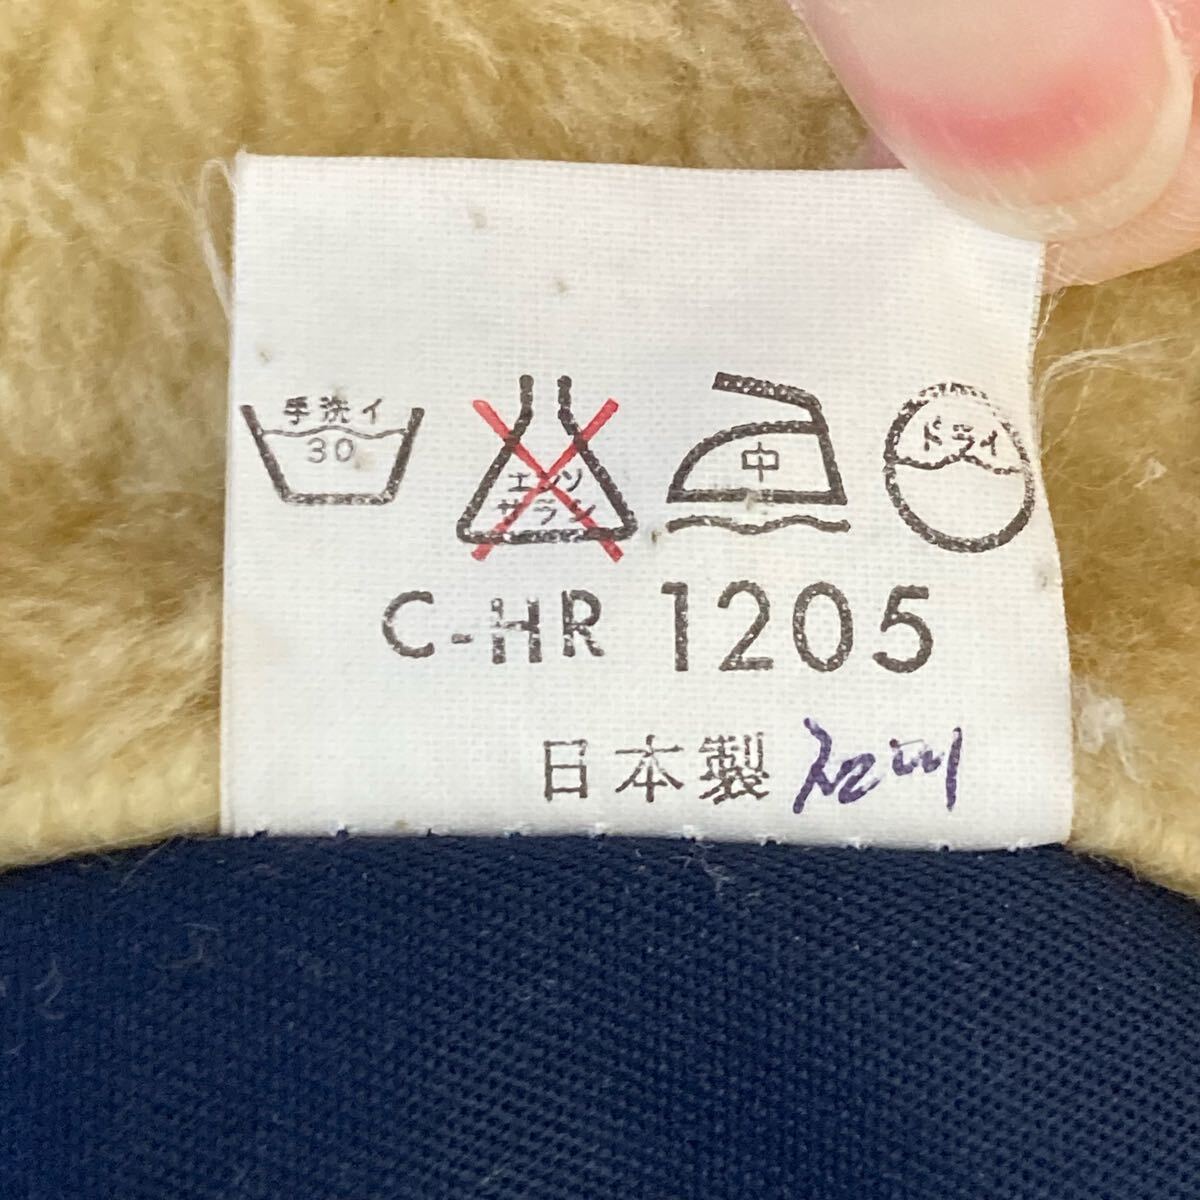 手洗イ
30
エンソ
サラシ
中
ドライ
C-HR 1205
日本製